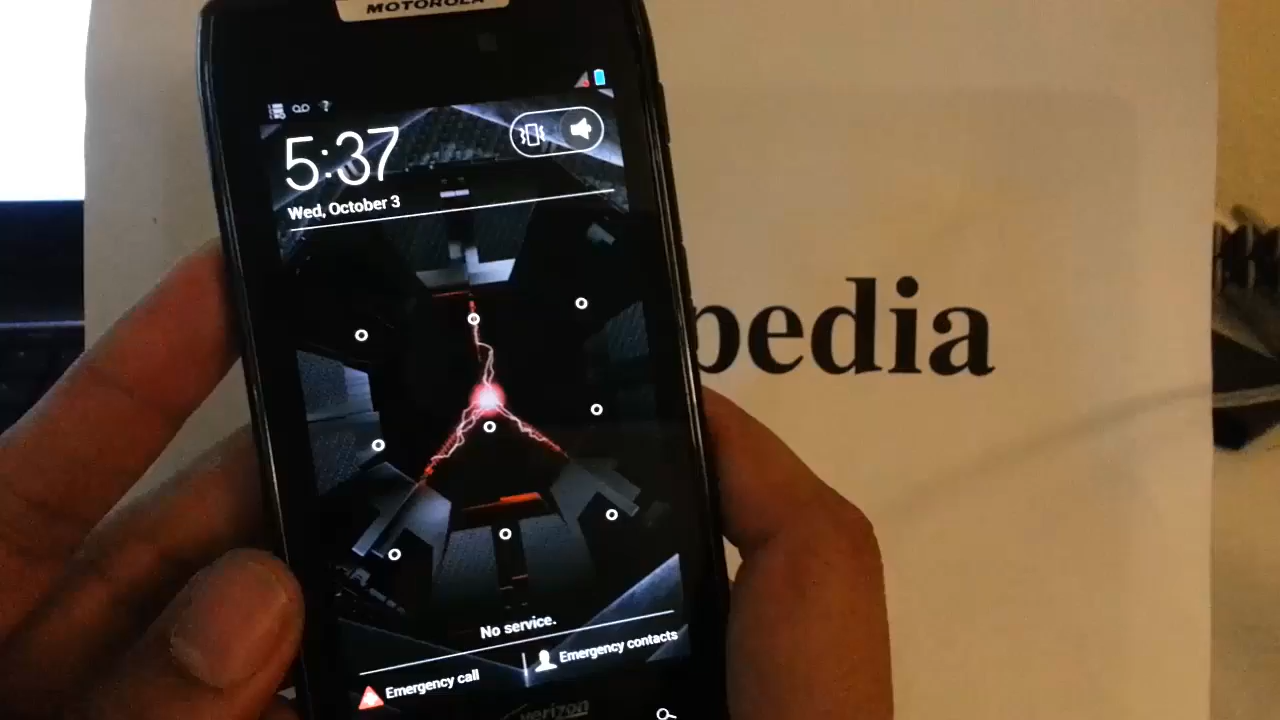 MOTOROLA
5:37
Wed, October 3
pedia
No service.
Emergency call
Emergency contacts
verizon